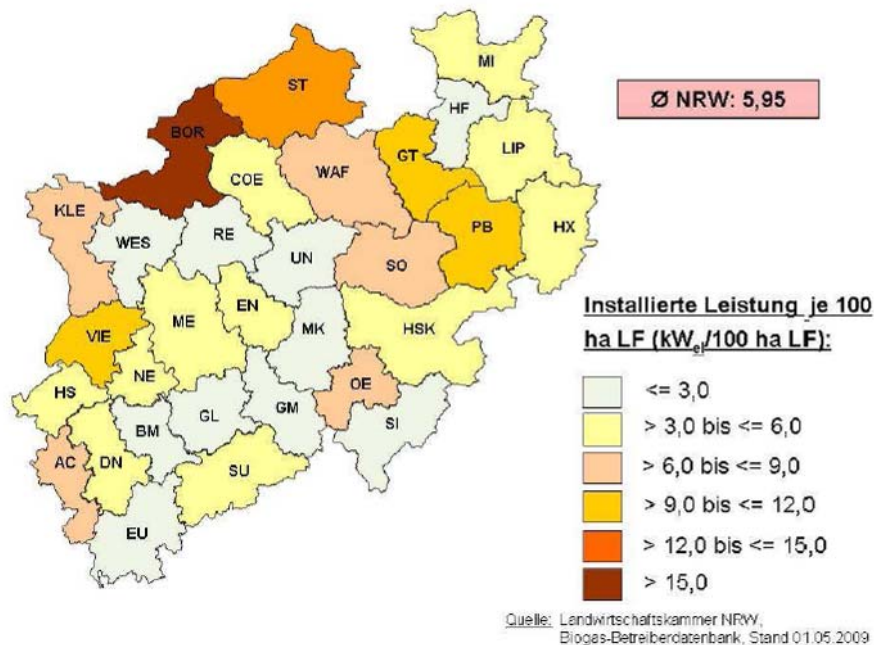 MI
ST
HF
Ø NRW: 5,95
BOR
GT
LIP
COE
WAF
KLE
WES
RE
PB
HX
UN
SO
EN
ME
MK
HSK
VIE
NE
OE
HS
GL
GM
SI
BM
AC
DN
SU
EU
Installierte Leistung je 100
ha LF (kWel/100 ha LF):
<= 3,0
> 3,0 bis <= 6,0
> 6,0 bis <= 9,0
> 9,0 bis <= 12,0
> 12,0 bis <= 15,0
> 15,0
Quelle: Landwirtschaftskammer NRW,
Biogas-Betreiberdatenbank, Stand 01.05.2009